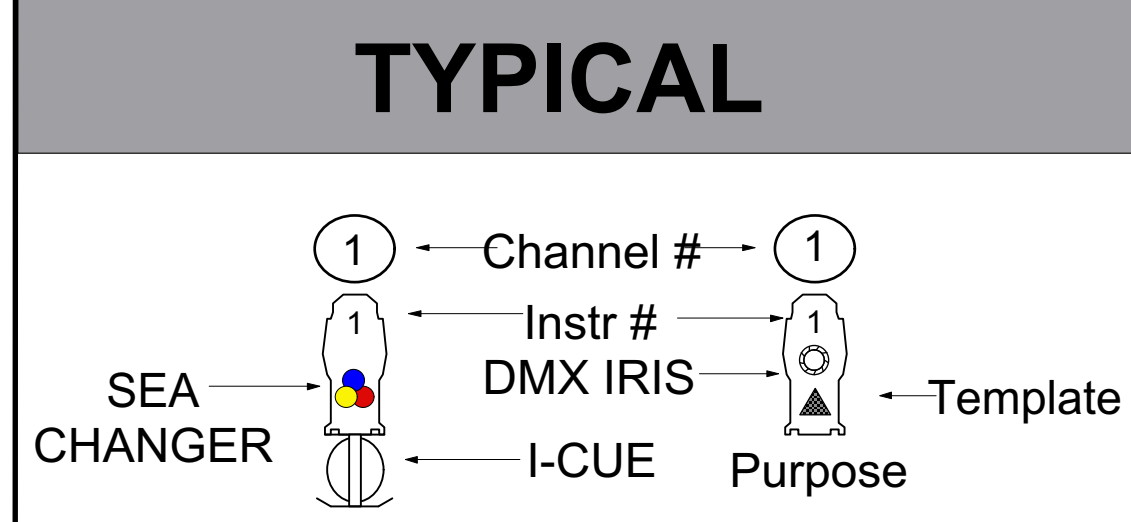 TYPICAL
1 Channel # 1
1 Instr # 1
DMX IRIS
SEA
CHANGER
Template
I-CUE
Purpose